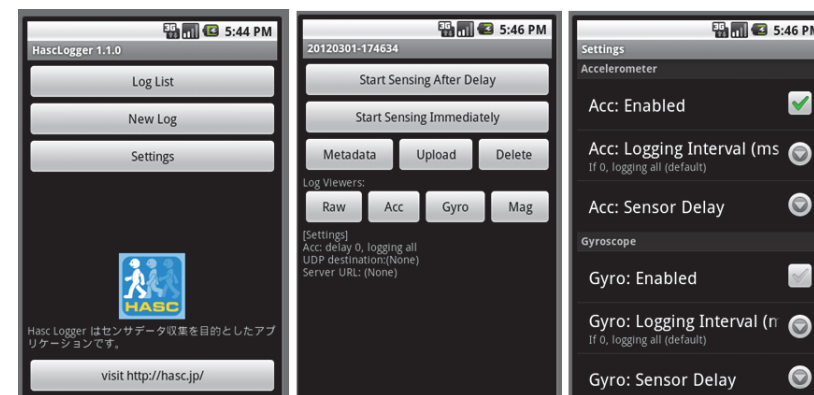 3G
5:44 PM
HascLogger 1.1.0
Log List
New Log
Settings
HASC
Hasc Logger はセンサデータ収集を目的としたアプ
リケーションです。
visit http://hasc.jp/
3G
5:46 PM
20120301-174634
Start Sensing After Delay
Start Sensing Immediately
Metadata Upload Delete
Log Viewers:
Raw Acc Gyro Mag
[Settings]
Acc: delay 0, logging all
UDP destination:(None)
Server URL: (None)
3G
5:46 PM
Settings
Accelerometer
Acc: Enabled
Acc: Logging Interval (ms
If 0, logging all (default)
Acc: Sensor Delay
Gyroscope
Gyro: Enabled
Gyro: Logging Interval (m
If 0, logging all (default)
Gyro: Sensor Delay